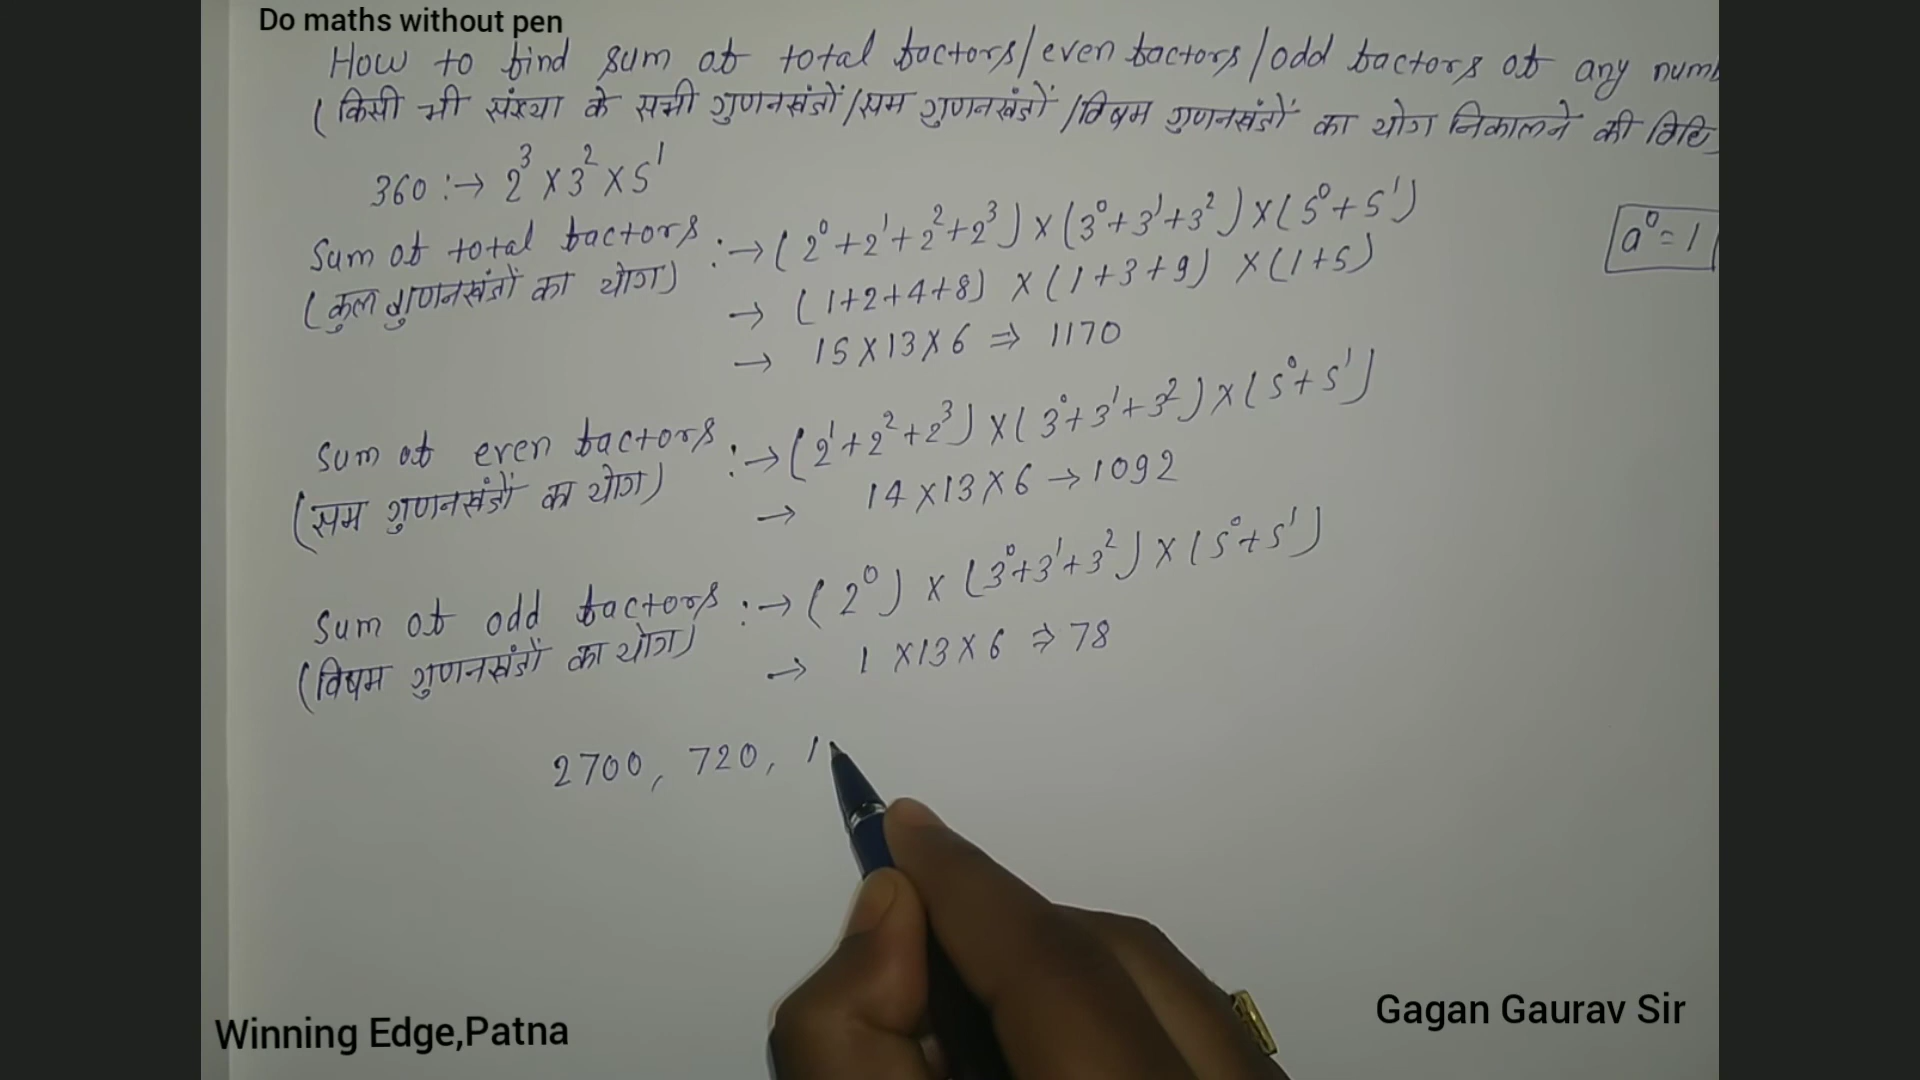 Do maths without pen
How to find sum of total factors/even factors/odd factors of any numb
(किसी भी संख्या के सभी गुणनखंडों/सम गुणनखंडों/विषम गुणनखंडों का योग निकालने की विधि)
360 :→ 2³ × 3² × 5¹
Sum of total factors :→ (2⁰+2¹+2²+2³) × (3⁰+3¹+3²) × (5⁰+5¹)
a⁰ = 1
(कुल गुणनखंडों का योग)
→ (1+2+4+8) × (1+3+9) × (1+5)
→ 15 × 13 × 6 ⇒ 1170
Sum of even factors :→ (2¹+2²+2³) × (3⁰+3¹+3²) × (5⁰+5¹)
(सम गुणनखंडों का योग)
→ 14 × 13 × 6 → 1092
Sum of odd factors :→ (2⁰) × (3⁰+3¹+3²) × (5⁰+5¹)
(विषम गुणनखंडों का योग)
→ 1 × 13 × 6 ⇒ 78
2700, 720, 1
Gagan Gaurav Sir
Winning Edge,Patna